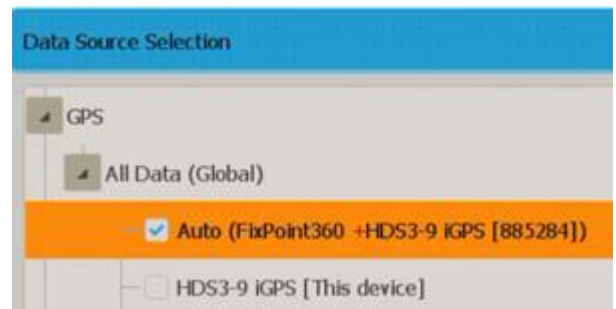 Data Source Selection
GPS
All Data (Global)
Auto (FixPoint360 +HDS3-9 iGPS [885284])
HDS3-9 iGPS [This device]